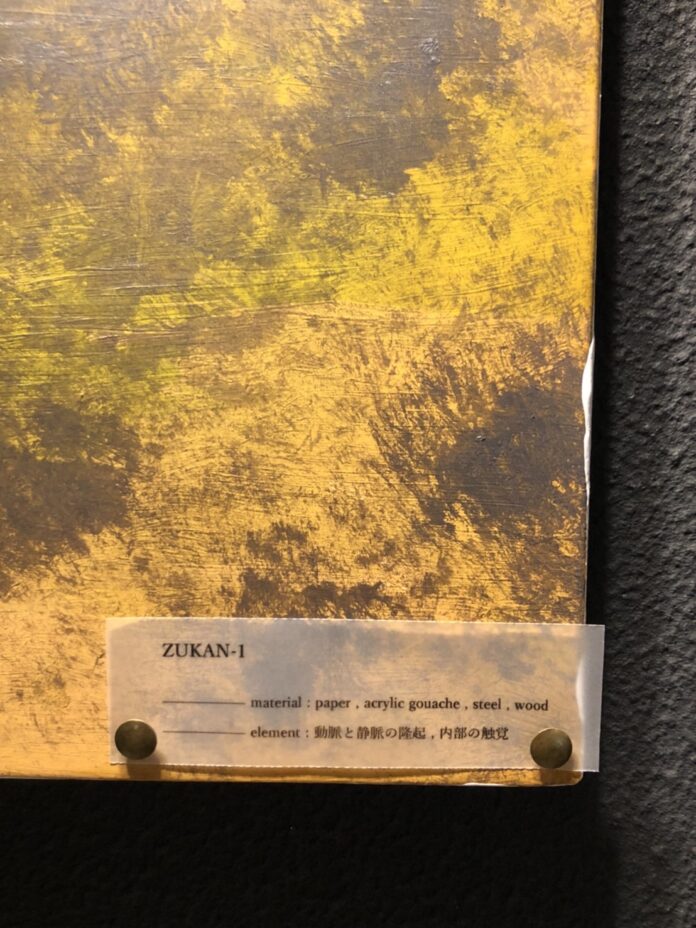 ZUKAN-1
material : paper , acrylic gouache , steel , wood
element : 動脈と静脈の隆起 , 内部の触覚